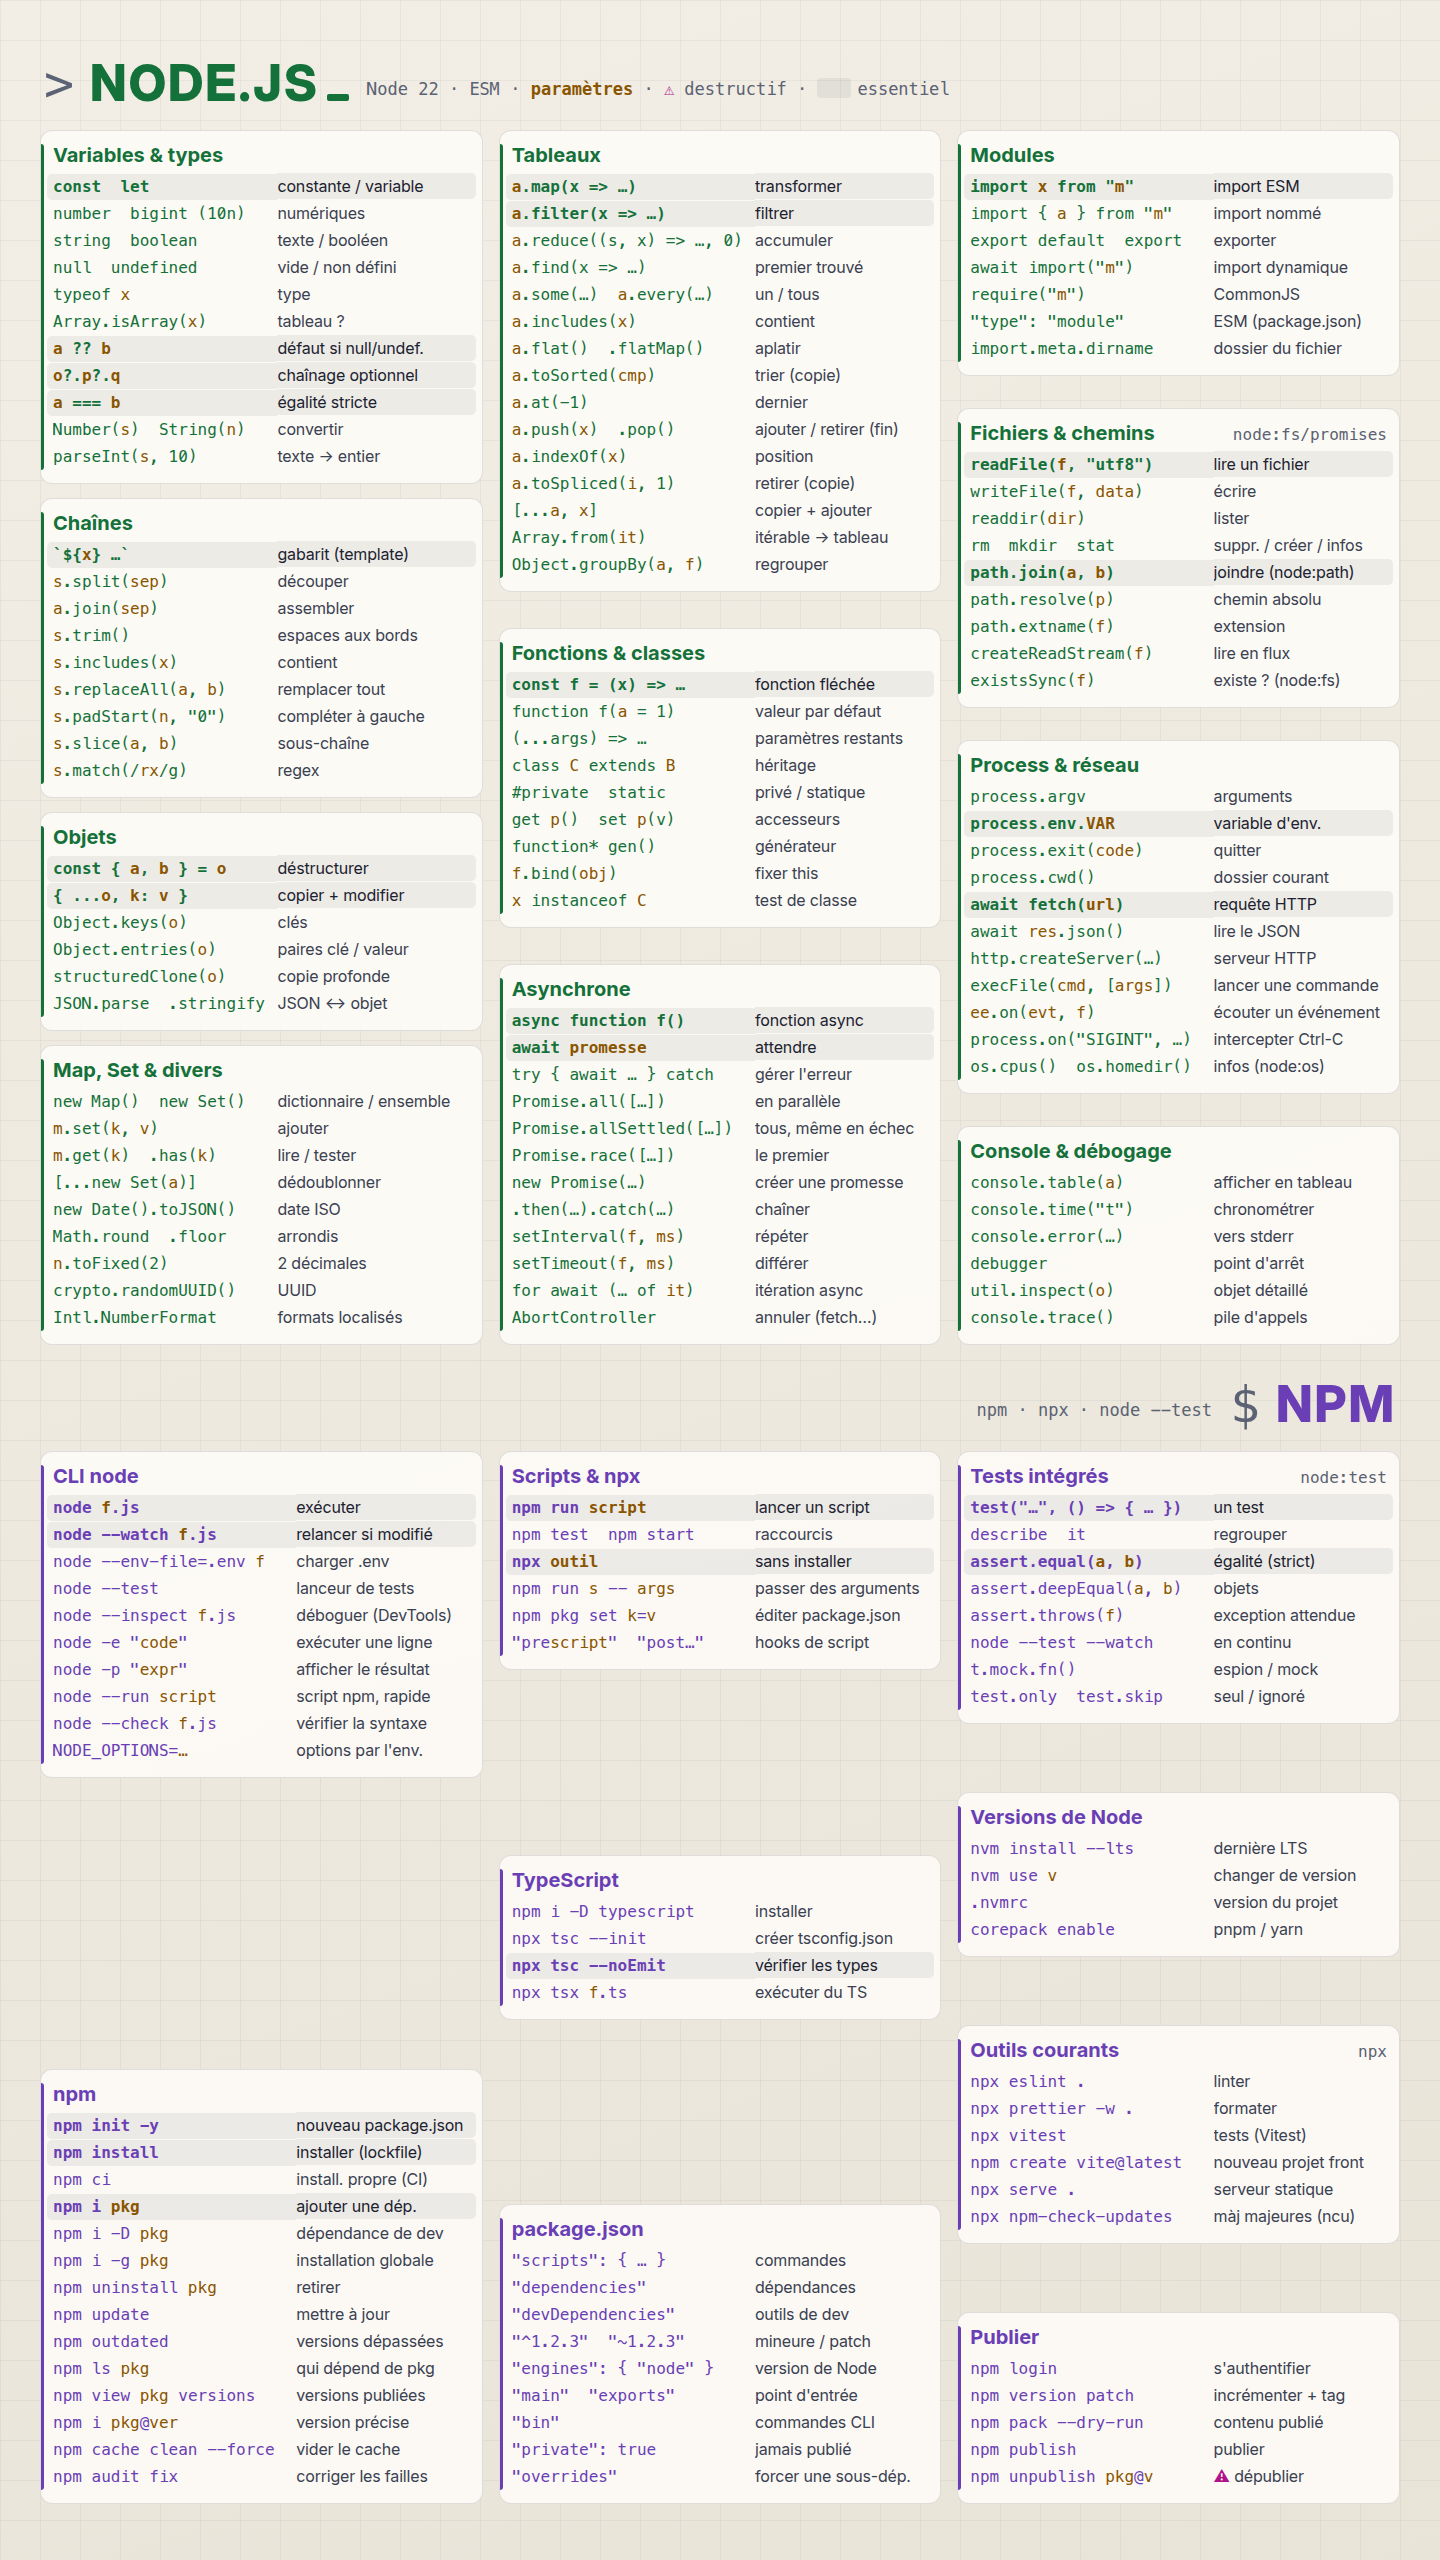 > NODE.JS_ Node 22 · ESM · paramètres · ⚠ destructif · essentiel
Variables & types
const let constante / variable
number bigint (10n) numériques
string boolean texte / booléen
null undefined vide / non défini
typeof x type
Array.isArray(x) tableau ?
a ?? b défaut si null/undef.
o?.p?.q chaînage optionnel
a === b égalité stricte
Number(s) String(n) convertir
parseInt(s, 10) texte → entier
Chaînes
`${x} …` gabarit (template)
s.split(sep) découper
a.join(sep) assembler
s.trim() espaces aux bords
s.includes(x) contient
s.replaceAll(a, b) remplacer tout
s.padStart(n, "0") compléter à gauche
s.slice(a, b) sous-chaîne
s.match(/rx/g) regex
Objets
const { a, b } = o déstructurer
{ ...o, k: v } copier + modifier
Object.keys(o) clés
Object.entries(o) paires clé / valeur
structuredClone(o) copie profonde
JSON.parse .stringify JSON ↔ objet
Map, Set & divers
new Map() new Set() dictionnaire / ensemble
m.set(k, v) ajouter
m.get(k) .has(k) lire / tester
[...new Set(a)] dédoublonner
new Date().toJSON() date ISO
Math.round .floor arrondis
n.toFixed(2) 2 décimales
crypto.randomUUID() UUID
Intl.NumberFormat formats localisés
Tableaux
a.map(x => …) transformer
a.filter(x => …) filtrer
a.reduce((s, x) => …, 0) accumuler
a.find(x => …) premier trouvé
a.some(…) a.every(…) un / tous
a.includes(x) contient
a.flat() .flatMap() aplatir
a.toSorted(cmp) trier (copie)
a.at(-1) dernier
a.push(x) .pop() ajouter / retirer (fin)
a.indexOf(x) position
a.toSpliced(i, 1) retirer (copie)
[...a, x] copier + ajouter
Array.from(it) itérable → tableau
Object.groupBy(a, f) regrouper
Fonctions & classes
const f = (x) => … fonction fléchée
function f(a = 1) valeur par défaut
(...args) => … paramètres restants
class C extends B héritage
#private static privé / statique
get p() set p(v) accesseurs
function* gen() générateur
f.bind(obj) fixer this
x instanceof C test de classe
Asynchrone
async function f() fonction async
await promesse attendre
try { await … } catch gérer l'erreur
Promise.all([…]) en parallèle
Promise.allSettled([…]) tous, même en échec
Promise.race([…]) le premier
new Promise(…) créer une promesse
.then(…).catch(…) chaîner
setInterval(f, ms) répéter
setTimeout(f, ms) différer
for await (… of it) itération async
AbortController annuler (fetch…)
Modules
import x from "m" import ESM
import { a } from "m" import nommé
export default export exporter
await import("m") import dynamique
require("m") CommonJS
"type": "module" ESM (package.json)
import.meta.dirname dossier du fichier
Fichiers & chemins node:fs/promises
readFile(f, "utf8") lire un fichier
writeFile(f, data) écrire
readdir(dir) lister
rm mkdir stat suppr. / créer / infos
path.join(a, b) joindre (node:path)
path.resolve(p) chemin absolu
path.extname(f) extension
createReadStream(f) lire en flux
existsSync(f) existe ? (node:fs)
Process & réseau
process.argv arguments
process.env.VAR variable d'env.
process.exit(code) quitter
process.cwd() dossier courant
await fetch(url) requête HTTP
await res.json() lire le JSON
http.createServer(…) serveur HTTP
execFile(cmd, [args]) lancer une commande
ee.on(evt, f) écouter un événement
process.on("SIGINT", …) intercepter Ctrl-C
os.cpus() os.homedir() infos (node:os)
Console & débogage
console.table(a) afficher en tableau
console.time("t") chronométrer
console.error(…) vers stderr
debugger point d'arrêt
util.inspect(o) objet détaillé
console.trace() pile d'appels
npm · npx · node --test $ NPM
CLI node
node f.js exécuter
node --watch f.js relancer si modifié
node --env-file=.env f charger .env
node --test lanceur de tests
node --inspect f.js déboguer (DevTools)
node -e "code" exécuter une ligne
node -p "expr" afficher le résultat
node --run script script npm, rapide
node --check f.js vérifier la syntaxe
NODE_OPTIONS=… options par l'env.
npm
npm init -y nouveau package.json
npm install installer (lockfile)
npm ci install. propre (CI)
npm i pkg ajouter une dép.
npm i -D pkg dépendance de dev
npm i -g pkg installation globale
npm uninstall pkg retirer
npm update mettre à jour
npm outdated versions dépassées
npm ls pkg qui dépend de pkg
npm view pkg versions versions publiées
npm i pkg@ver version précise
npm cache clean --force vider le cache
npm audit fix corriger les failles
Scripts & npx
npm run script lancer un script
npm test npm start raccourcis
npx outil sans installer
npm run s -- args passer des arguments
npm pkg set k=v éditer package.json
"prescript" "post…" hooks de script
TypeScript
npm i -D typescript installer
npx tsc --init créer tsconfig.json
npx tsc --noEmit vérifier les types
npx tsx f.ts exécuter du TS
package.json
"scripts": { … } commandes
"dependencies" dépendances
"devDependencies" outils de dev
"^1.2.3" "~1.2.3" mineure / patch
"engines": { "node" } version de Node
"main" "exports" point d'entrée
"bin" commandes CLI
"private": true jamais publié
"overrides" forcer une sous-dép.
Tests intégrés node:test
test("…", () => { … }) un test
describe it regrouper
assert.equal(a, b) égalité (strict)
assert.deepEqual(a, b) objets
assert.throws(f) exception attendue
node --test --watch en continu
t.mock.fn() espion / mock
test.only test.skip seul / ignoré
Versions de Node
nvm install --lts dernière LTS
nvm use v changer de version
.nvmrc version du projet
corepack enable pnpm / yarn
Outils courants npx
npx eslint . linter
npx prettier -w . formater
npx vitest tests (Vitest)
npm create vite@latest nouveau projet front
npx serve . serveur statique
npx npm-check-updates màj majeures (ncu)
Publier
npm login s'authentifier
npm version patch incrémenter + tag
npm pack --dry-run contenu publié
npm publish publier
npm unpublish pkg@v ⚠ dépublier